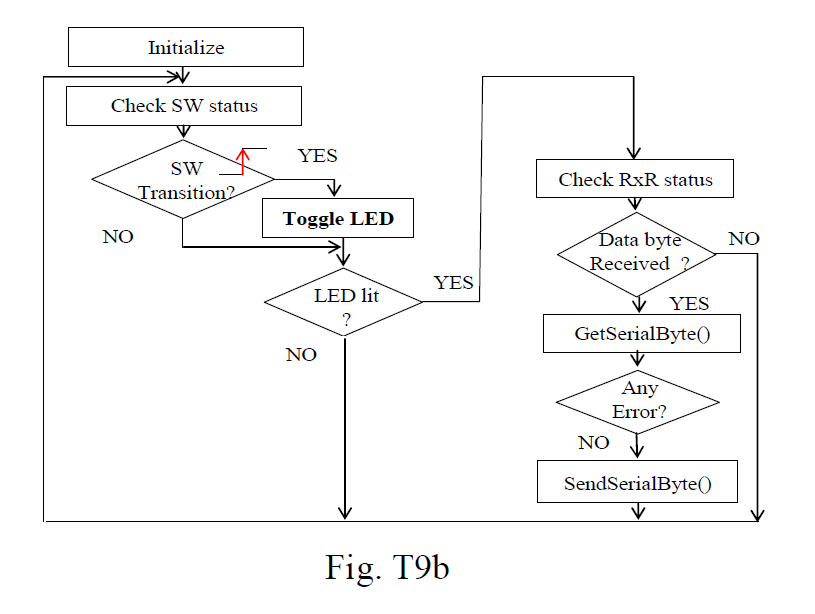 Initialize
Check SW status
SW
Transition?
YES
Toggle LED
NO
LED lit
?
YES
NO
Check RxR status
Data byte
Received ?
NO
YES
GetSerialByte()
Any
Error?
NO
SendSerialByte()
Fig. T9b